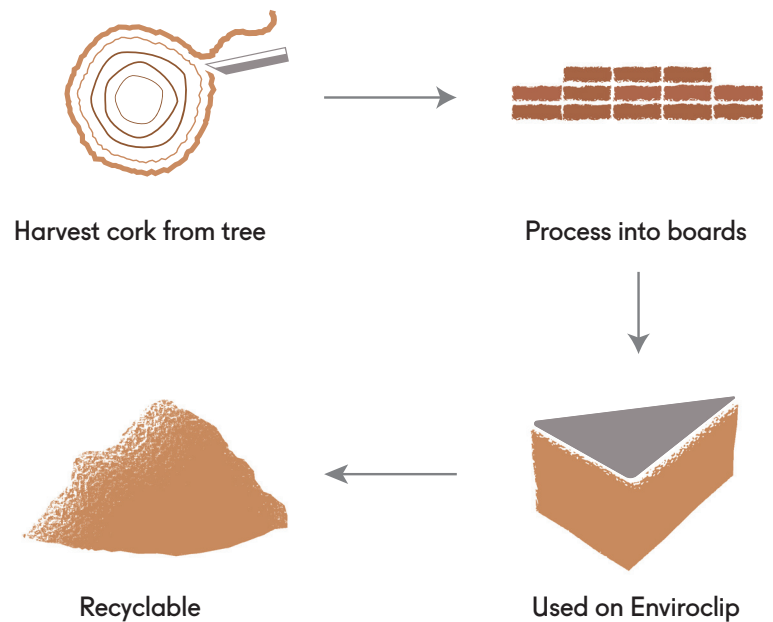 Harvest cork from tree
Process into boards
Recyclable
Used on Enviroclip